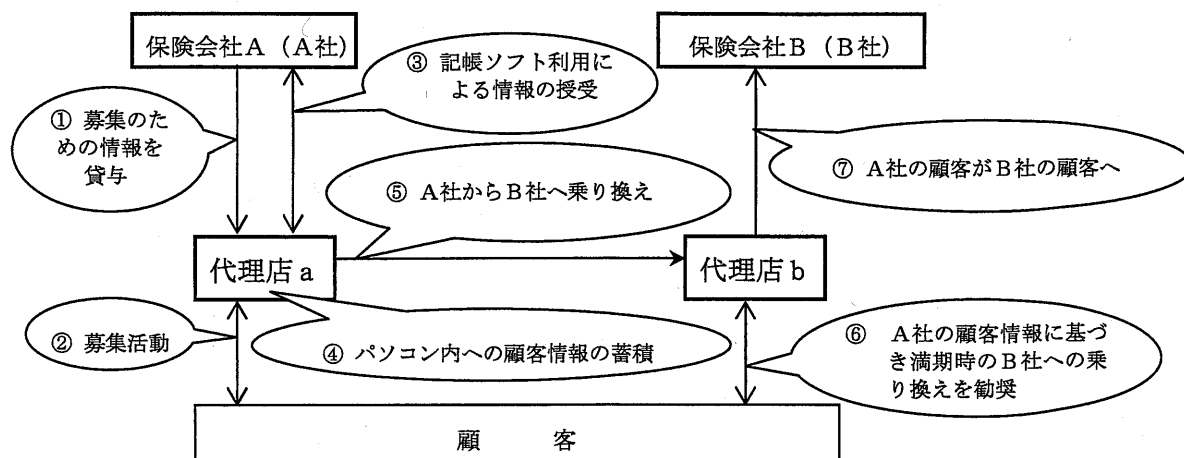 保険会社A（A社）
保険会社B（B社）
③ 記帳ソフト利用に
よる情報の授受
① 募集のた
めの情報を
貸与
⑦ A社の顧客がB社の顧客へ
⑤ A社からB社へ乗り換え
代理店a
代理店b
② 募集活動
④ パソコン内への顧客情報の蓄積
⑥ A社の顧客情報に基づ
き満期時のB社への乗
り換えを勧奨
顧　　客